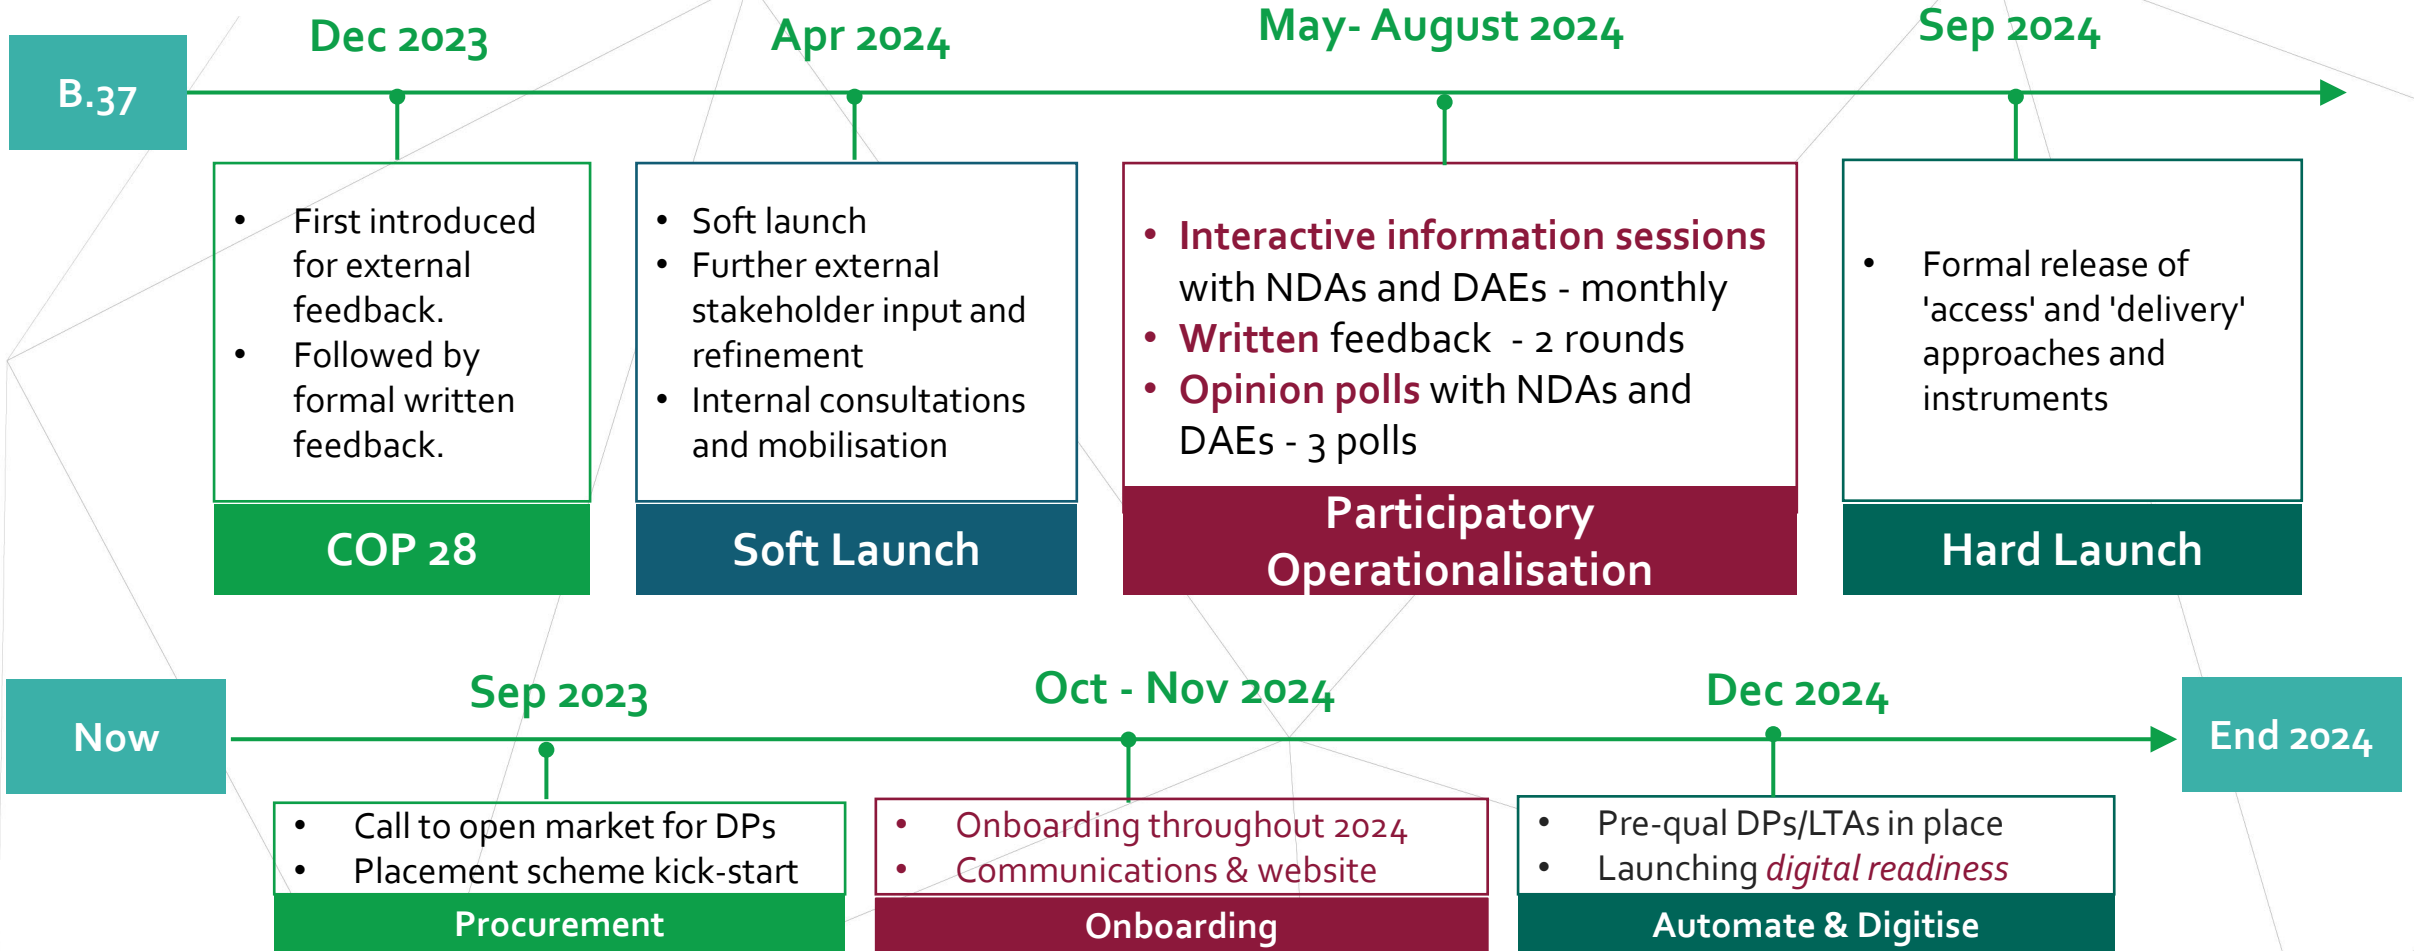 Dec 2023
Apr 2024
May- August 2024
Sep 2024
B.37
• First introduced
for external
feedback.
• Followed by
formal written
feedback.
COP 28
• Soft launch
• Further external
stakeholder input and
refinement
• Internal consultations
and mobilisation
Soft Launch
• Interactive information sessions
with NDAs and DAEs - monthly
• Written feedback - 2 rounds
• Opinion polls with NDAs and
DAEs - 3 polls
Participatory
Operationalisation
• Formal release of
'access' and 'delivery'
approaches and
instruments
Hard Launch
Now
Sep 2023
Oct - Nov 2024
Dec 2024
End 2024
• Call to open market for DPs
• Placement scheme kick-start
Procurement
• Onboarding throughout 2024
• Communications & website
Onboarding
• Pre-qual DPs/LTAs in place
• Launching digital readiness
Automate & Digitise